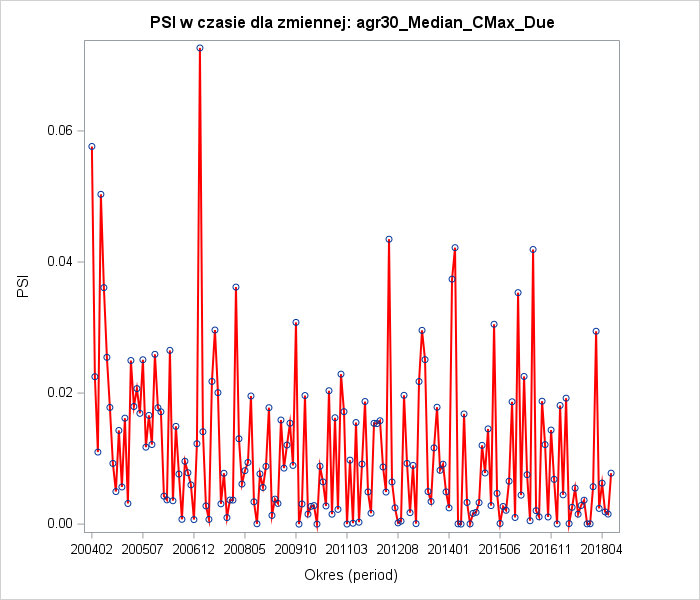 PSI w czasie dla zmiennej: agr30_Median_CMax_Due
0.06
0.04
0.02
0.00
PSI
200402 200507 200612 200805 200910 201103 201208 201401 201506 201611 201804
Okres (period)